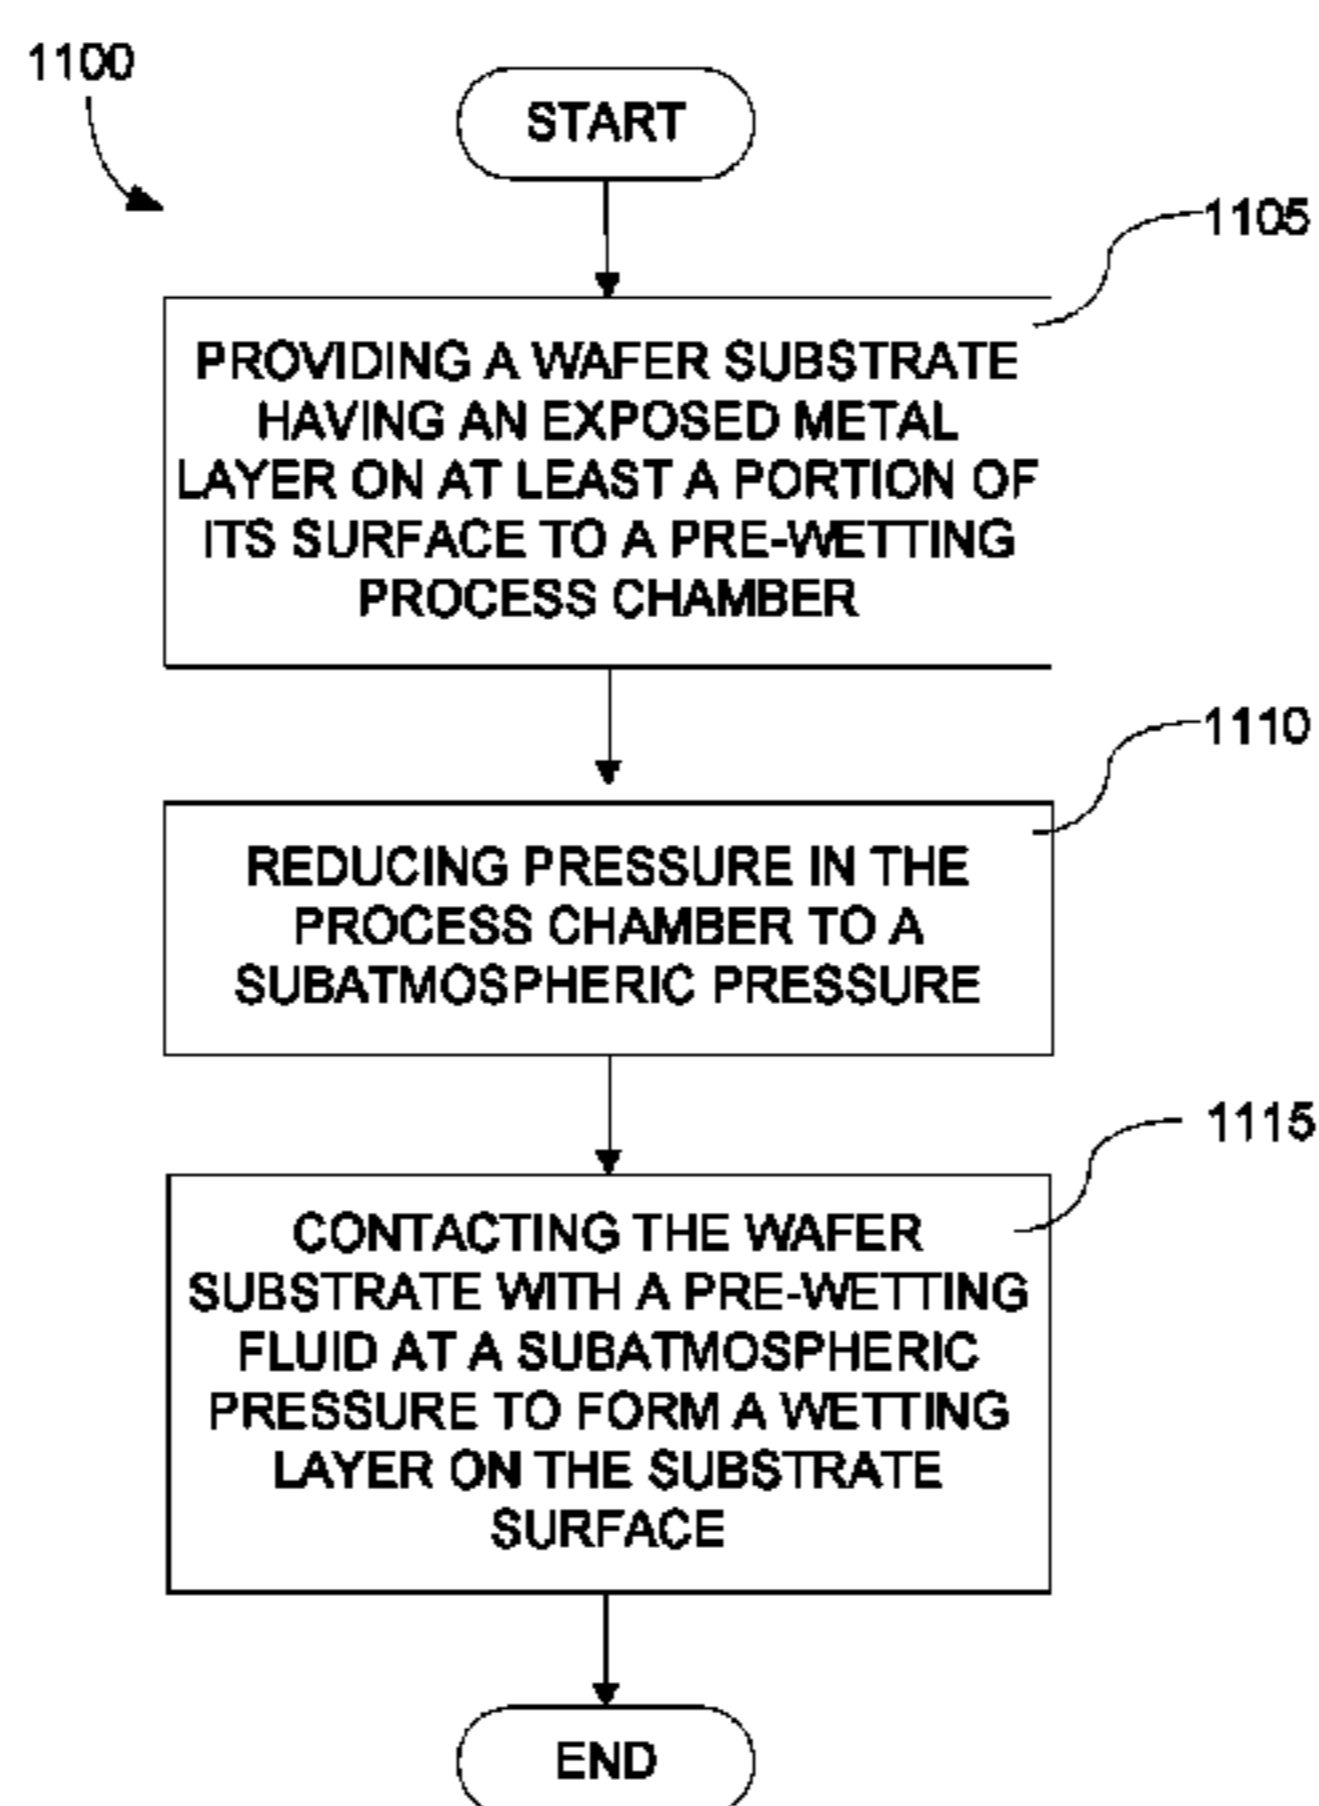 1100
START
1105
PROVIDING A WAFER SUBSTRATE
HAVING AN EXPOSED METAL
LAYER ON AT LEAST A PORTION OF
ITS SURFACE TO A PRE-WETTING
PROCESS CHAMBER
1110
REDUCING PRESSURE IN THE
PROCESS CHAMBER TO A
SUBATMOSPHERIC PRESSURE
1115
CONTACTING THE WAFER
SUBSTRATE WITH A PRE-WETTING
FLUID AT A SUBATMOSPHERIC
PRESSURE TO FORM A WETTING
LAYER ON THE SUBSTRATE
SURFACE
END